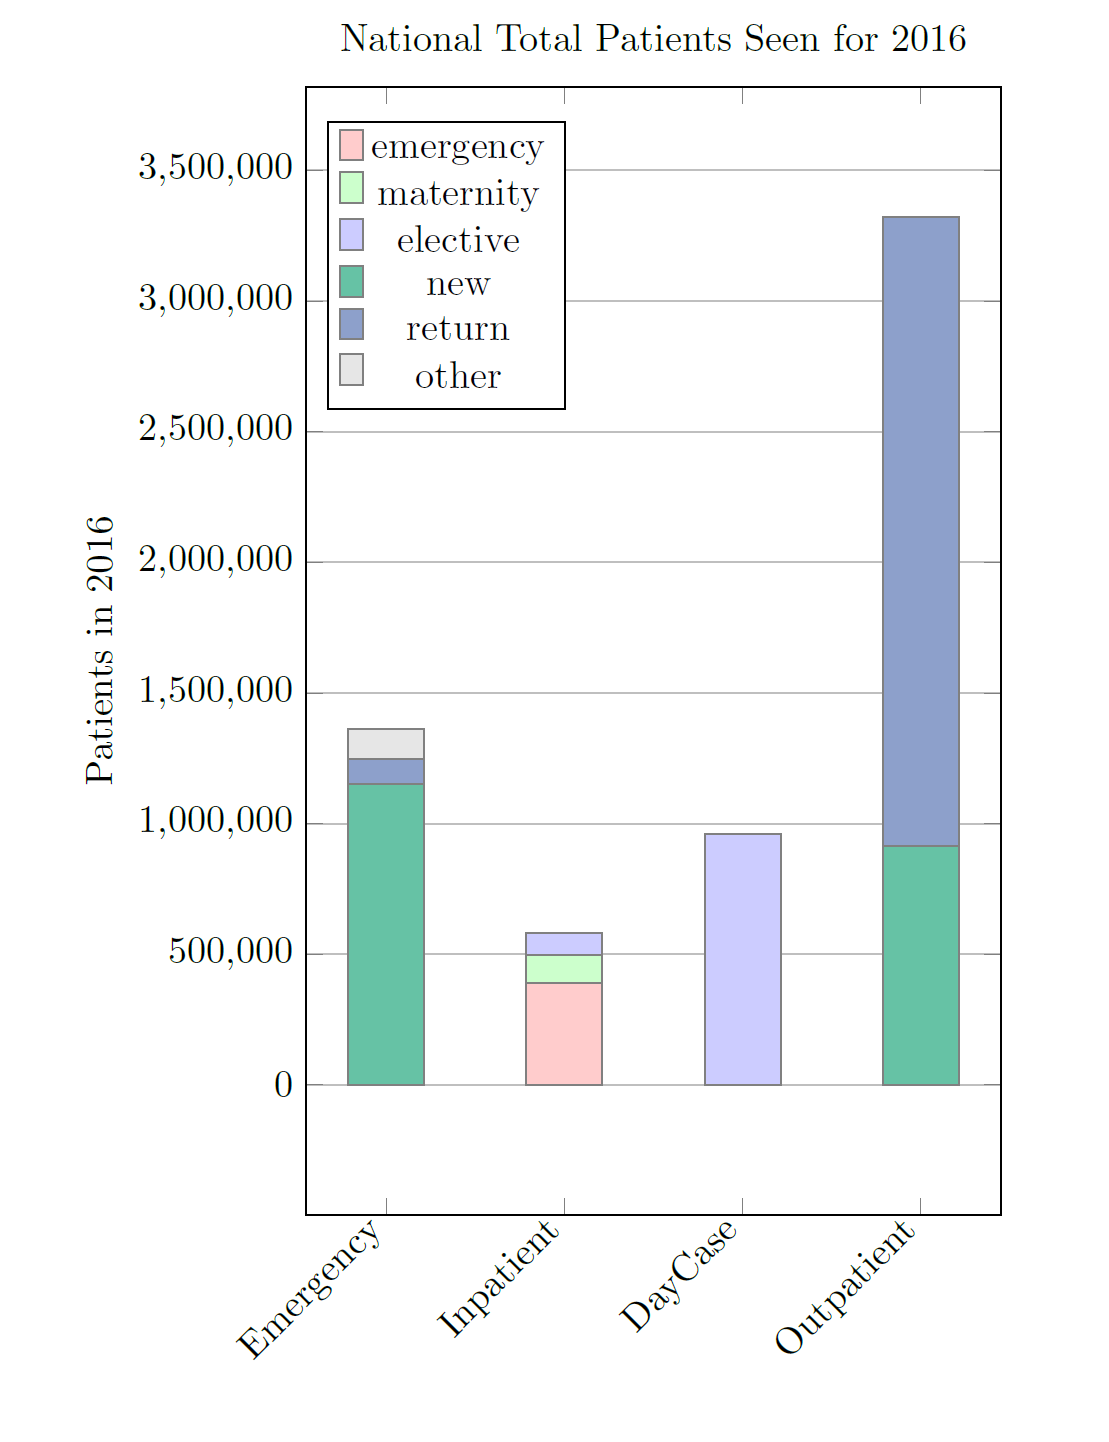 National Total Patients Seen for 2016
emergency
maternity
elective
new
return
other
3,500,000
3,000,000
2,500,000
2,000,000
1,500,000
1,000,000
500,000
0
Patients in 2016
Emergency
Inpatient
DayCase
Outpatient